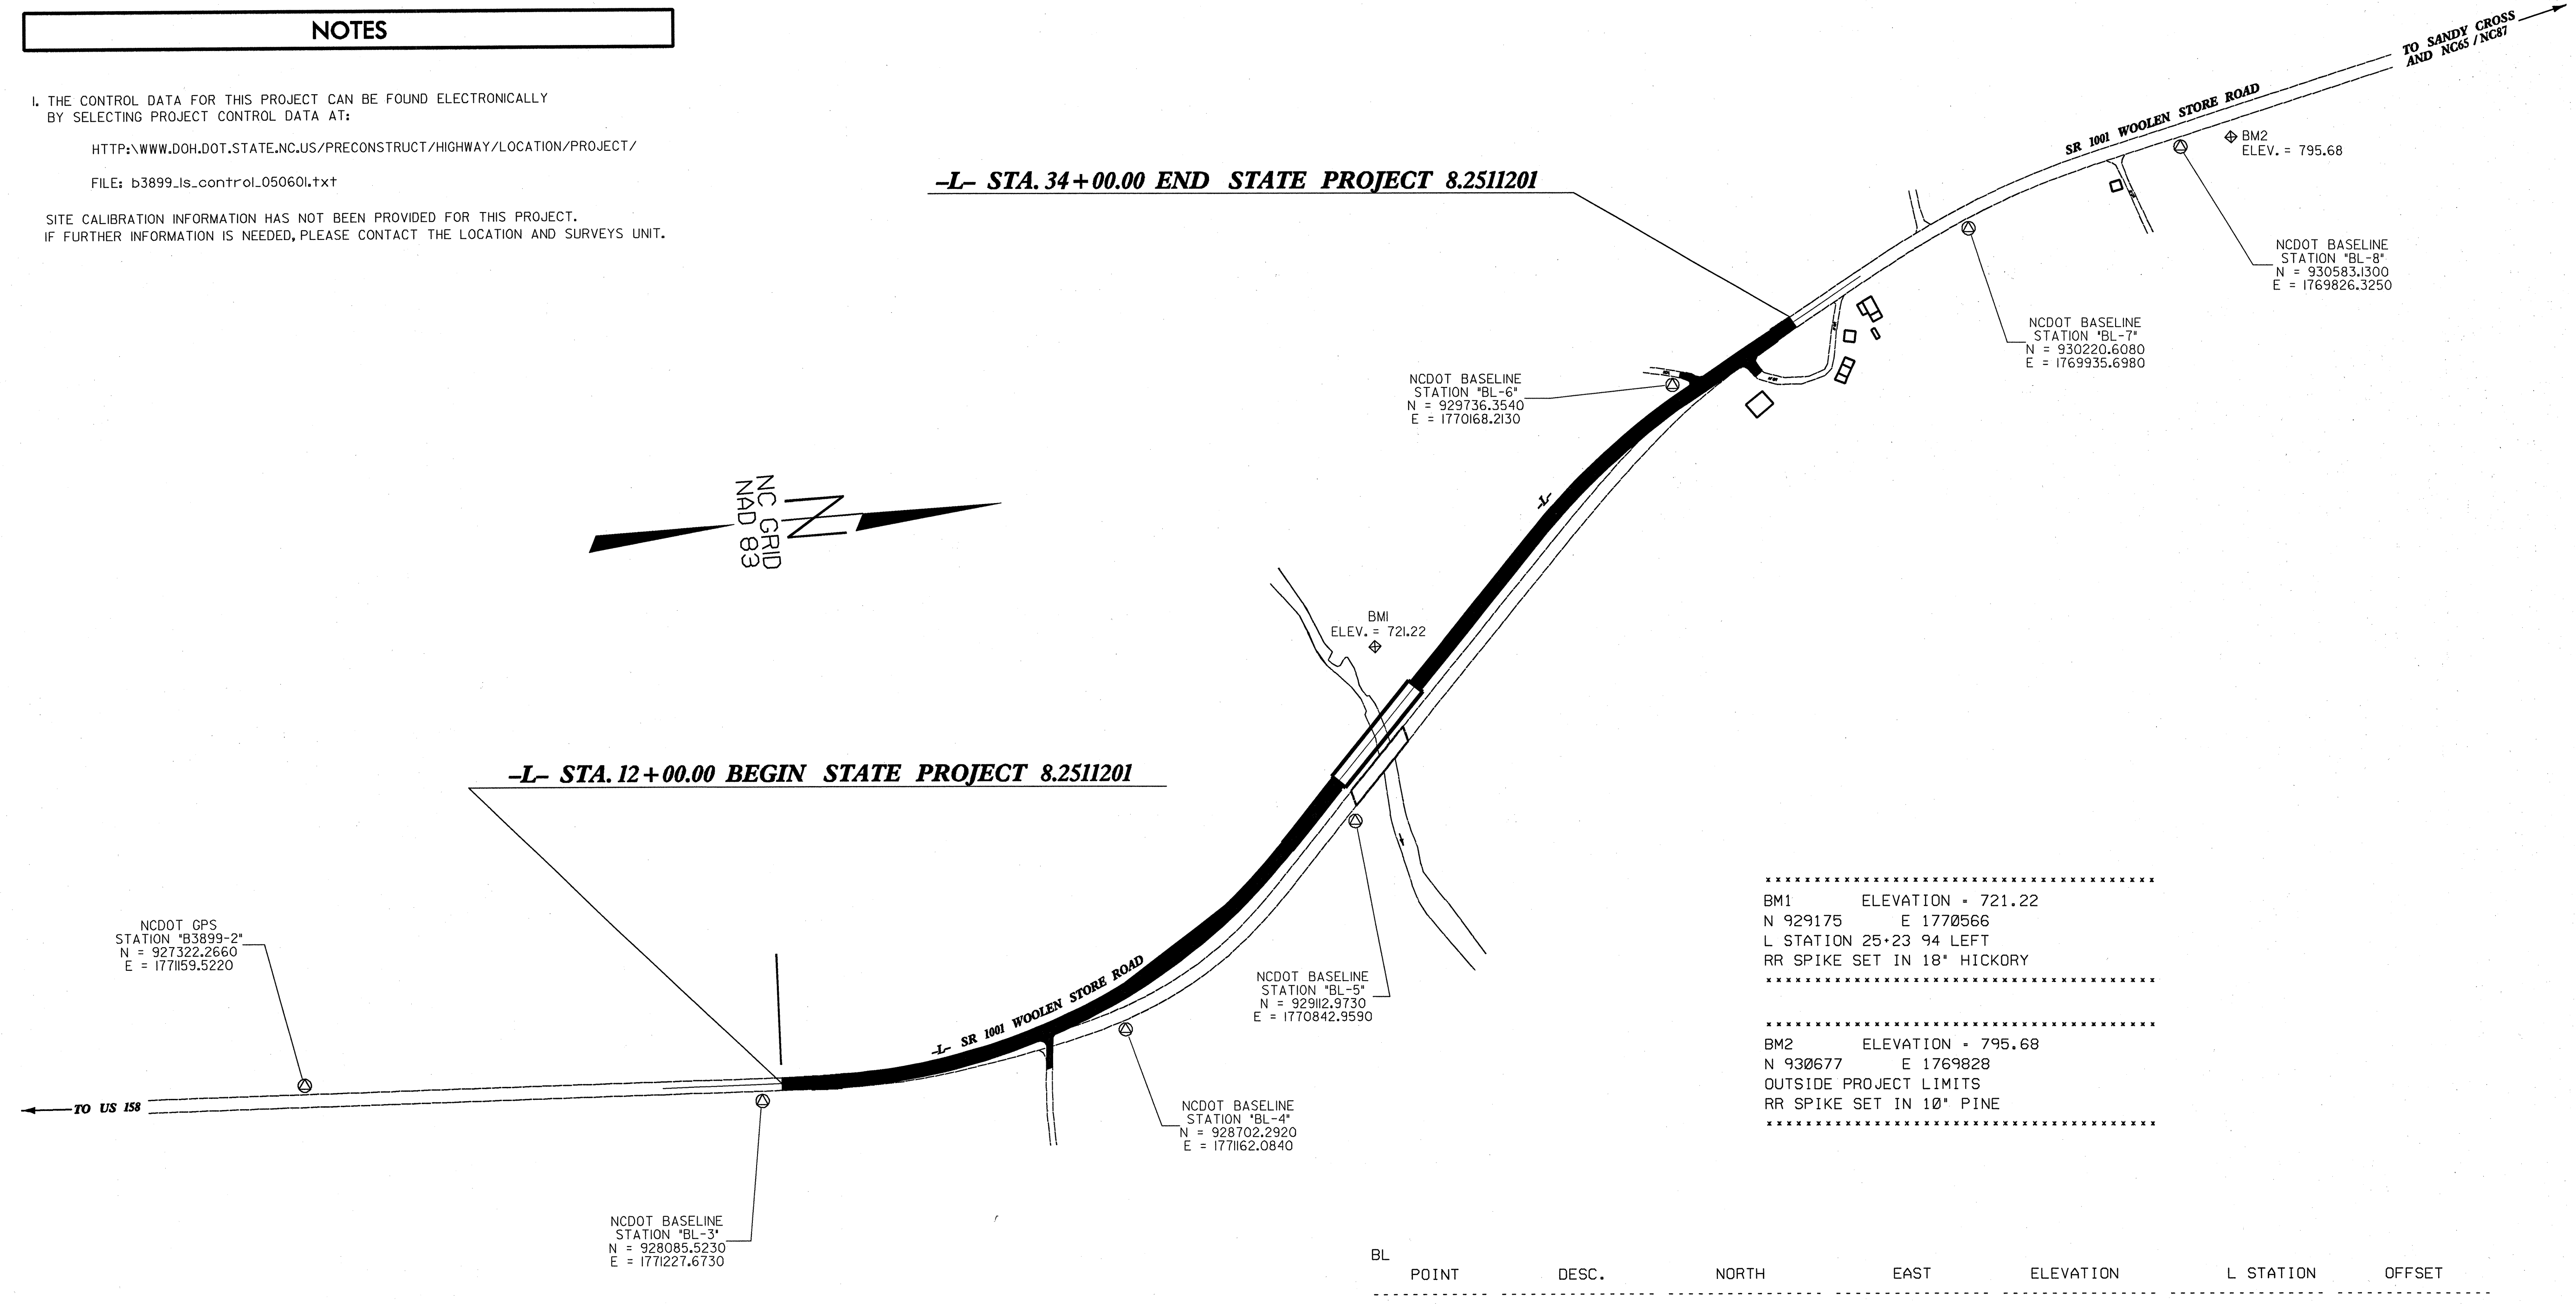 NOTES
1. THE CONTROL DATA FOR THIS PROJECT CAN BE FOUND ELECTRONICALLY
BY SELECTING PROJECT CONTROL DATA AT:
HTTP:\WWW.DOH.DOT.STATE.NC.US/PRECONSTRUCT/HIGHWAY/LOCATION/PROJECT/
FILE: b3899_ls_control_050601.txt
SITE CALIBRATION INFORMATION HAS NOT BEEN PROVIDED FOR THIS PROJECT.
IF FURTHER INFORMATION IS NEEDED, PLEASE CONTACT THE LOCATION AND SURVEYS UNIT.
TO SANDY CROSS
AND NC65 / NC87
SR 1001 WOOLEN STORE ROAD
BM2
ELEV. = 795.68
-L- STA. 34+00.00 END STATE PROJECT 8.2511201
NCDOT BASELINE
STATION "BL-8"
N = 930583.1300
E = 1769826.3250
NCDOT BASELINE
STATION "BL-7"
N = 930220.6080
E = 1769935.6980
NCDOT BASELINE
STATION "BL-6"
N = 929736.3540
E = 1770168.2130
-L-
NC GRID
NAD 83
N
BM1
ELEV. = 721.22
-L- STA. 12+00.00 BEGIN STATE PROJECT 8.2511201
NCDOT GPS
STATION "B3899-2"
N = 927322.2660
E = 1771159.5220
-L- SR 1001 WOOLEN STORE ROAD
NCDOT BASELINE
STATION "BL-5"
N = 929112.9730
E = 1770842.9590
TO US 158
NCDOT BASELINE
STATION "BL-4"
N = 928702.2920
E = 1771162.0840
NCDOT BASELINE
STATION "BL-3"
N = 928085.5230
E = 1771227.6730
BM1 ELEVATION = 721.22
N 929175 E 1770566
L STATION 25+23 94 LEFT
RR SPIKE SET IN 18" HICKORY
BM2 ELEVATION = 795.68
N 930677 E 1769828
OUTSIDE PROJECT LIMITS
RR SPIKE SET IN 10" PINE
BL
POINT DESC. NORTH EAST ELEVATION L STATION OFFSET